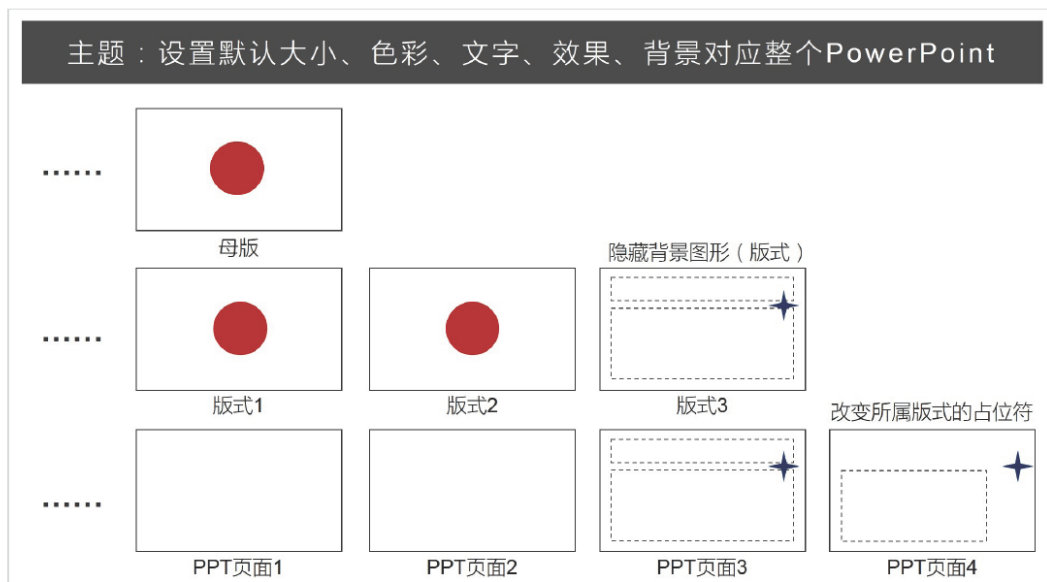 主题：设置默认大小、色彩、文字、效果、背景对应整个PowerPoint
……
母版
隐藏背景图形（版式）
……
版式1
版式2
版式3
改变所属版式的占位符
……
PPT页面1
PPT页面2
PPT页面3
PPT页面4